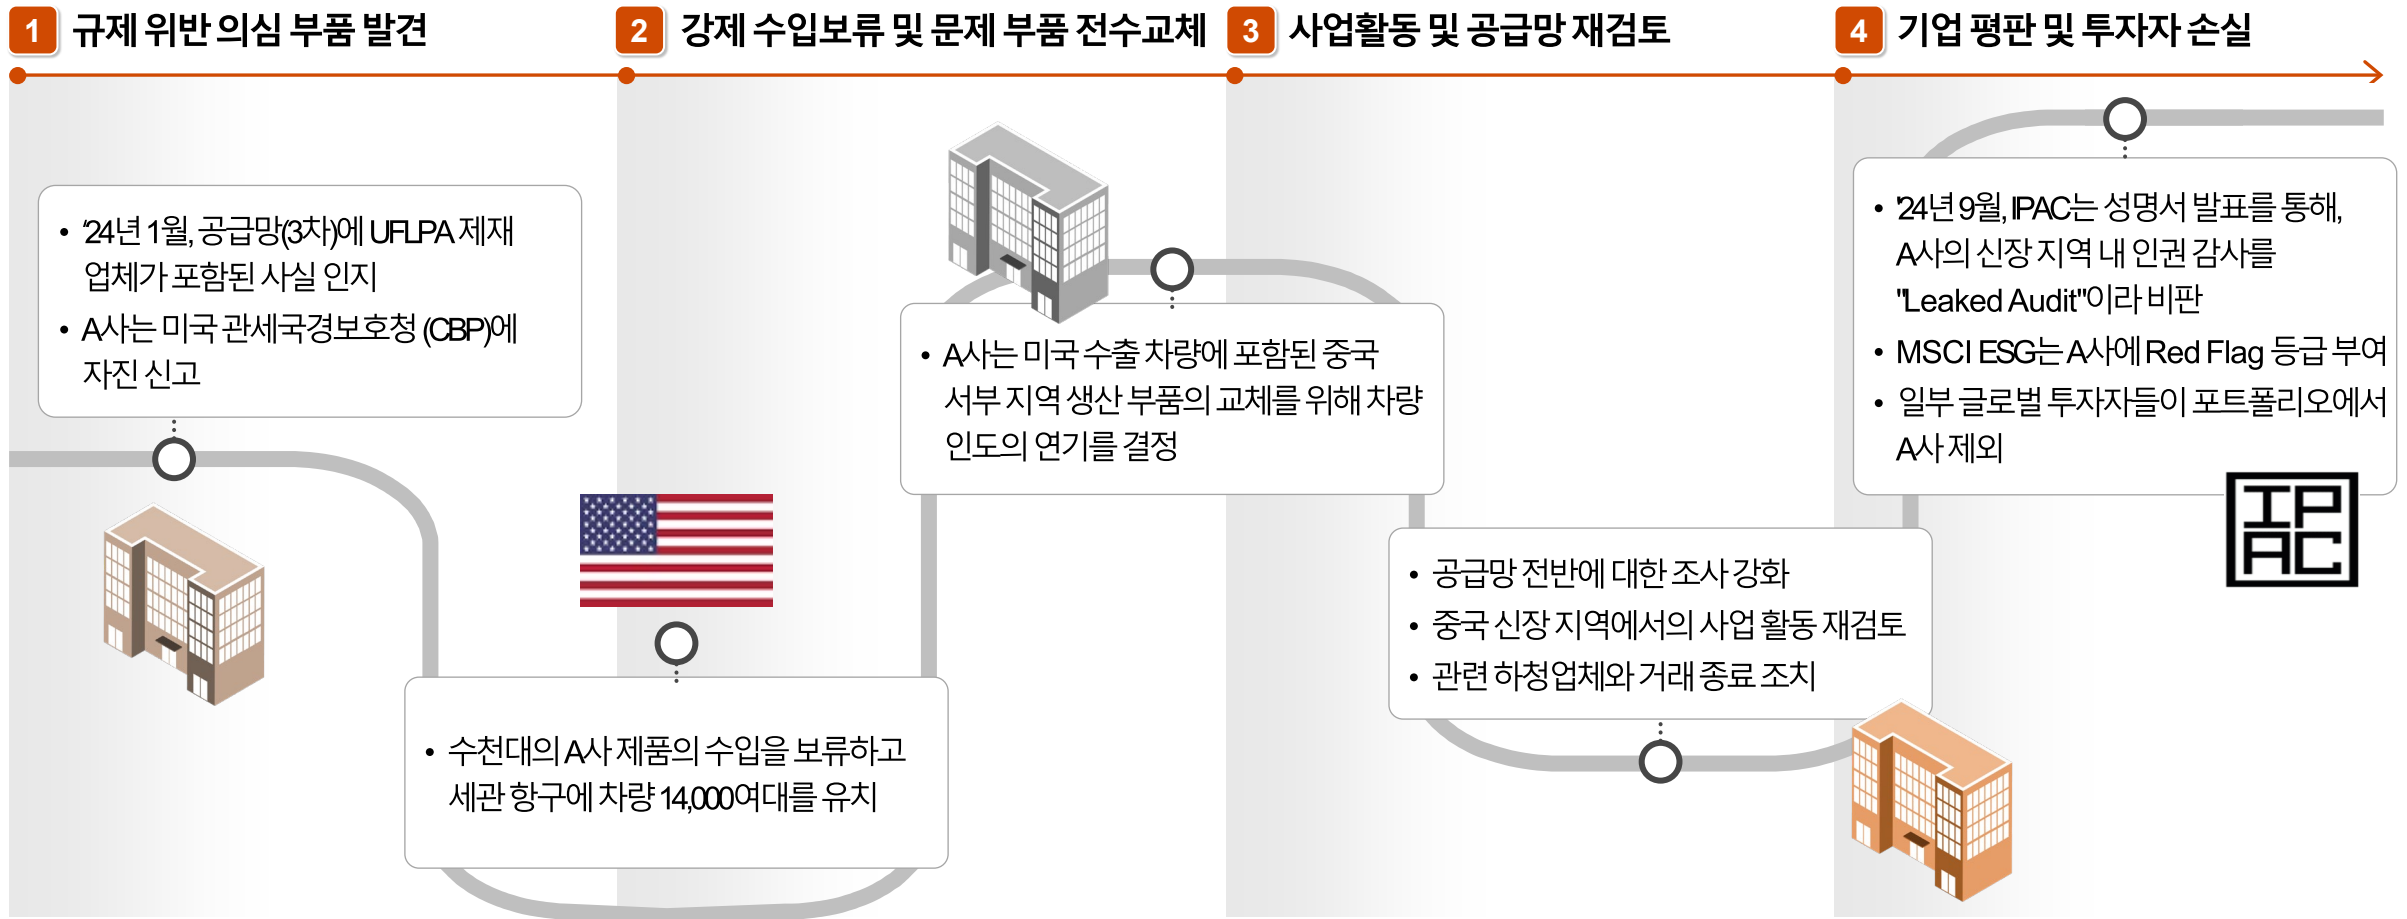 1 규제 위반 의심 부품 발견
2 강제 수입보류 및 문제 부품 전수교체
3 사업활동 및 공급망 재검토
4 기업 평판 및 투자자 손실
• ‘24년 1월, 공급망(3차)에 UFLPA 제재
업체가 포함된 사실 인지
• A사는 미국 관세국경보호청 (CBP)에
자진 신고
• 수천대의 A사 제품의 수입을 보류하고
세관 항구에 차량 14,000여대를 유치
• A사는 미국 수출 차량에 포함된 중국
서부 지역 생산 부품의 교체를 위해 차량
인도의 연기를 결정
• 공급망 전반에 대한 조사 강화
• 중국 신장 지역에서의 사업 활동 재검토
• 관련 하청업체와 거래 종료 조치
• '24년 9월, IPAC는 성명서 발표를 통해,
A사의 신장 지역 내 인권 감사를
"Leaked Audit"이라 비판
• MSCI ESG는 A사에 Red Flag 등급 부여
• 일부 글로벌 투자자들이 포트폴리오에서
A사 제외
IP
AC